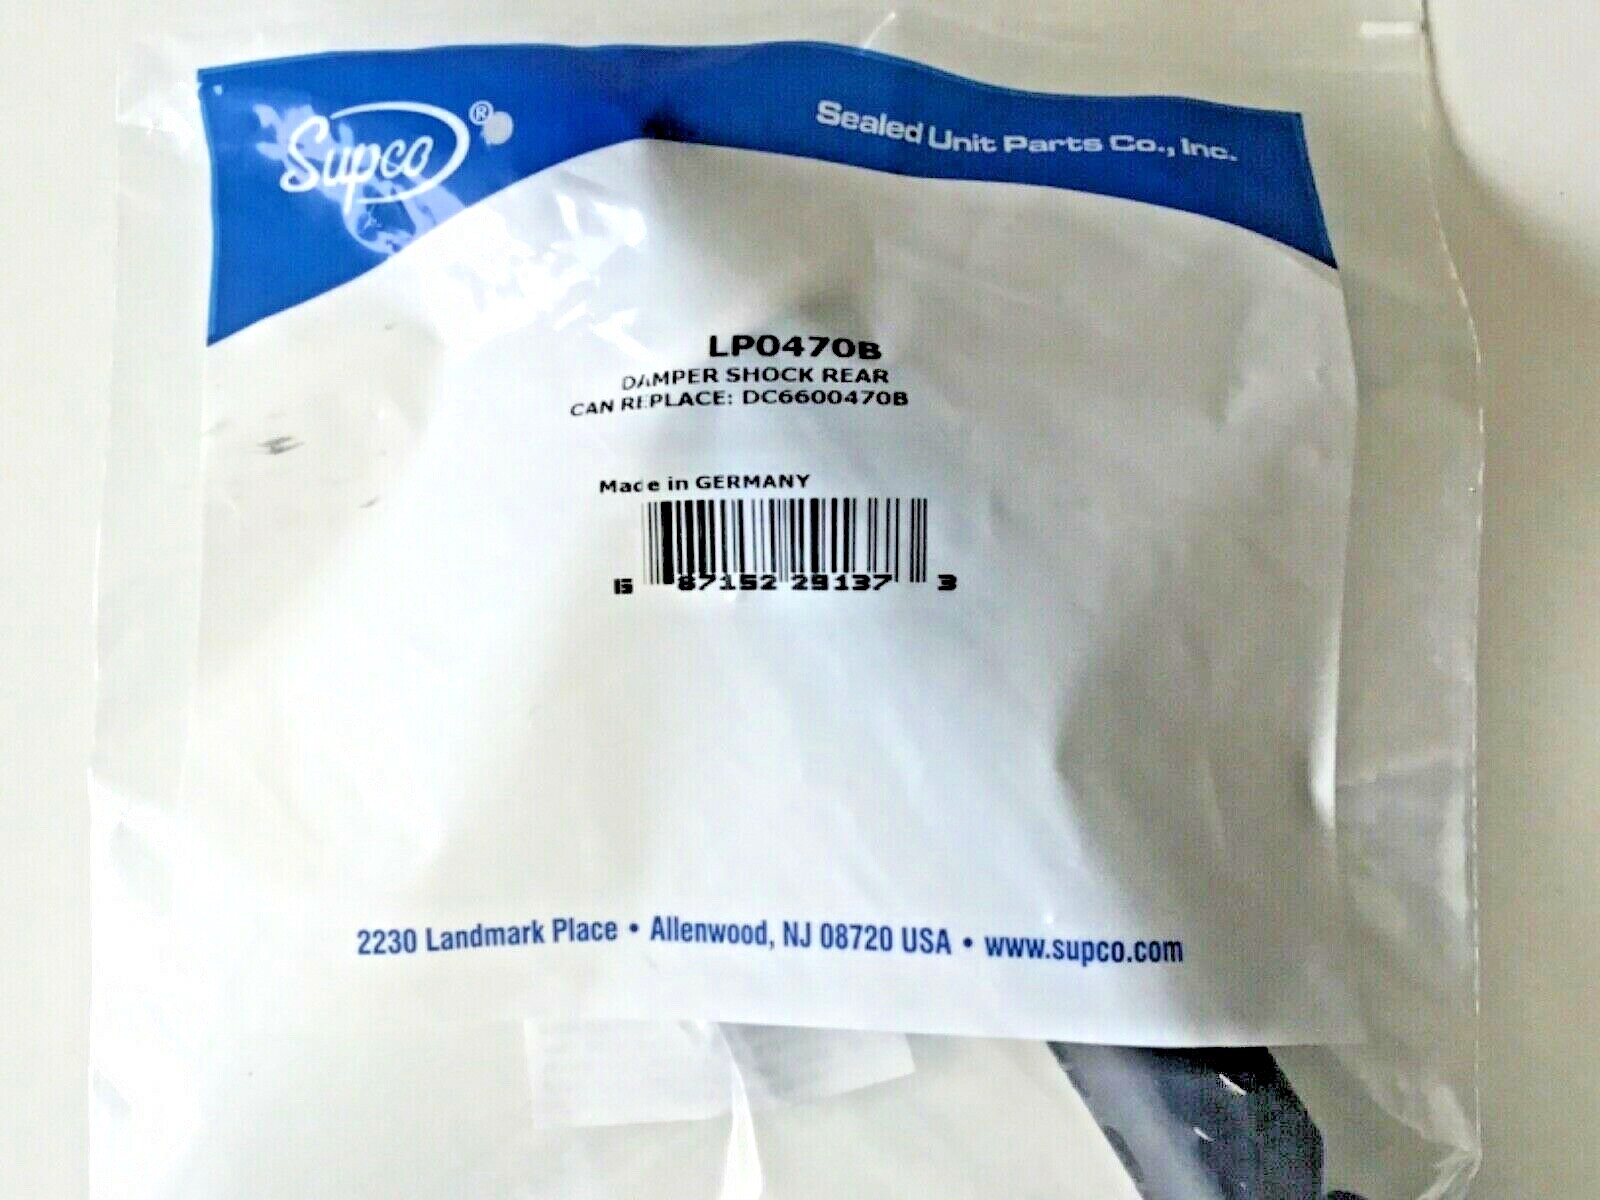 Supco®
Sealed Unit Parts Co., Inc.
LP0470B
DAMPER SHOCK REAR
CAN REPLACE: DC6600470B
Made in GERMANY
6 87152 29137 3
2230 Landmark Place • Allenwood, NJ 08720 USA • www.supco.com